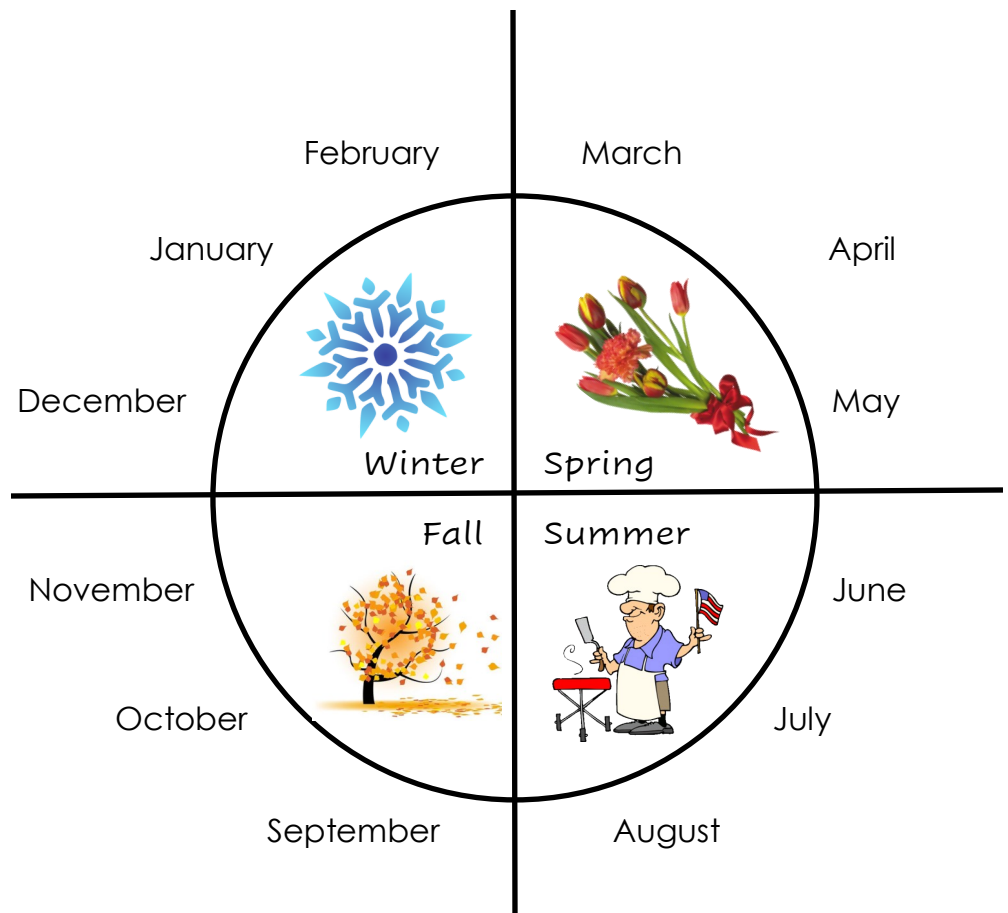 February
March
January
April
December
May
Winter
Spring
Fall
Summer
November
June
October
July
September
August